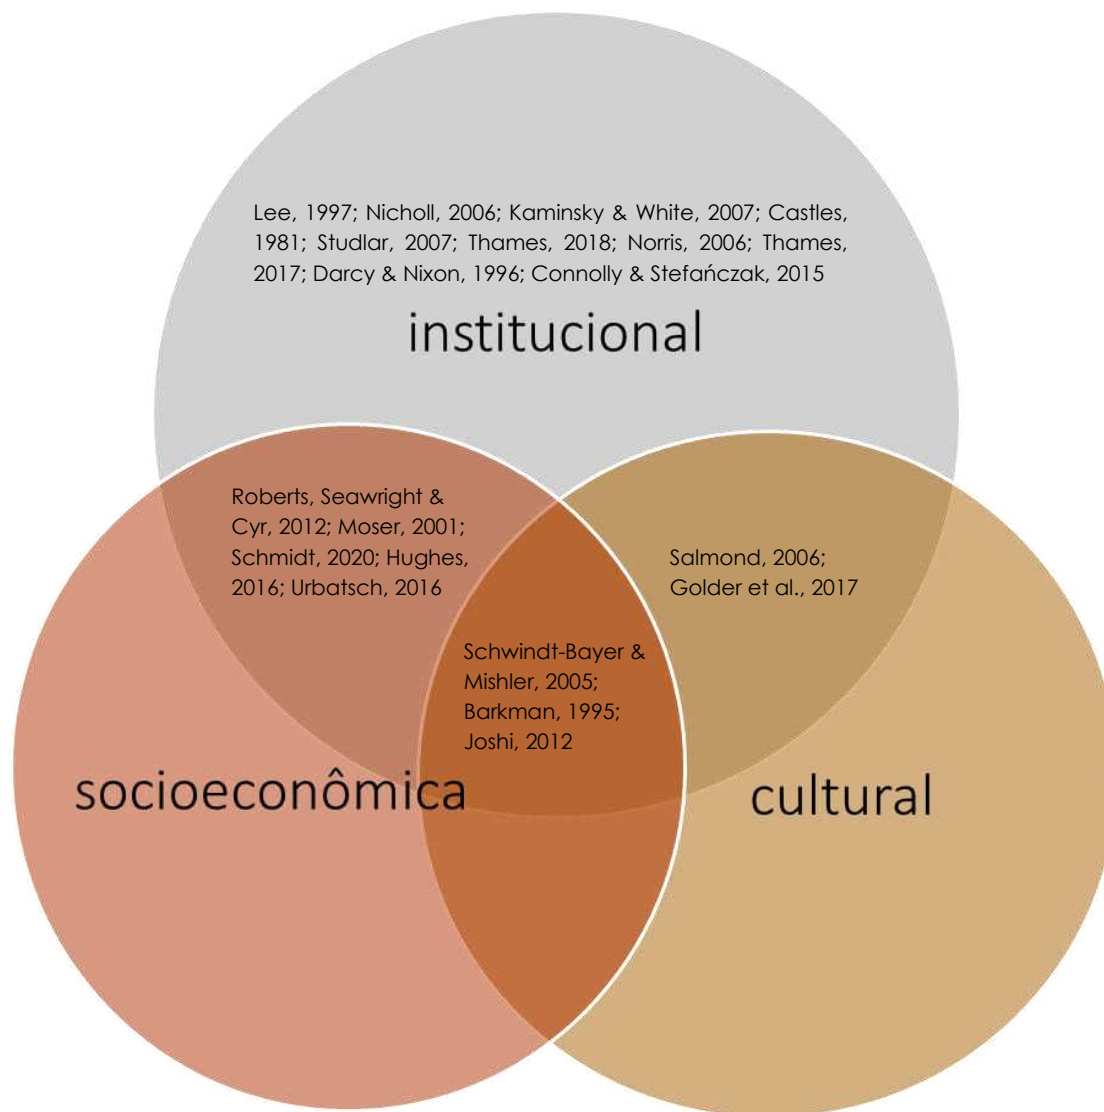 Lee, 1997; Nicholl, 2006; Kaminsky & White, 2007; Castles,
1981; Studlar, 2007; Thames, 2018; Norris, 2006; Thames,
2017; Darcy & Nixon, 1996; Connolly & Stefańczak, 2015
institucional
Roberts, Seawright &
Cyr, 2012; Moser, 2001;
Schmidt, 2020; Hughes,
2016; Urbatsch, 2016
Salmond, 2006;
Golder et al., 2017
Schwindt-Bayer &
Mishler, 2005;
Barkman, 1995;
Joshi, 2012
socioeconômica
cultural